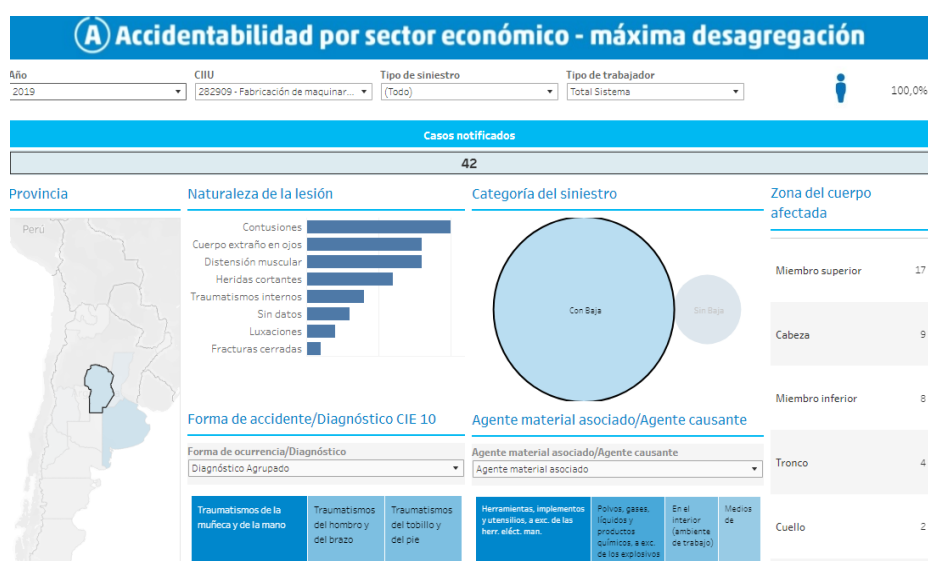 A Accidentabilidad por sector económico - máxima desagregación
Año
2019
CIIU
282909 - Fabricación de maquinar...
Tipo de siniestro
(Todo)
Tipo de trabajador
Total Sistema
100,0%
Casos notificados
42
Provincia
Perú
Naturaleza de la lesión
Contusiones
Cuerpo extraño en ojos
Distensión muscular
Heridas cortantes
Traumatismos internos
Sin datos
Luxaciones
Fracturas cerradas
Categoría del siniestro
Con Baja
Sin Baja
Zona del cuerpo
afectada
Miembro superior 17
Cabeza 9
Miembro inferior 8
Tronco 4
Cuello 2
Forma de accidente/Diagnóstico CIE 10
Forma de ocurrencia/Diagnóstico
Diagnóstico Agrupado
Traumatismos de la
muñeca y de la mano
Traumatismos
del hombro y
del brazo
Traumatismos
del tobillo y
del pie
Agente material asociado/Agente causante
Agente material asociado/Agente causante
Agente material asociado
Herramientas, implementos
y utensilios, a exc. de las
herr. eléct. man.
Polvos, gases,
líquidos y
productos
químicos, a exc.
de los explosivos
En el
interior
(ambiente
de trabajo)
Medios
de